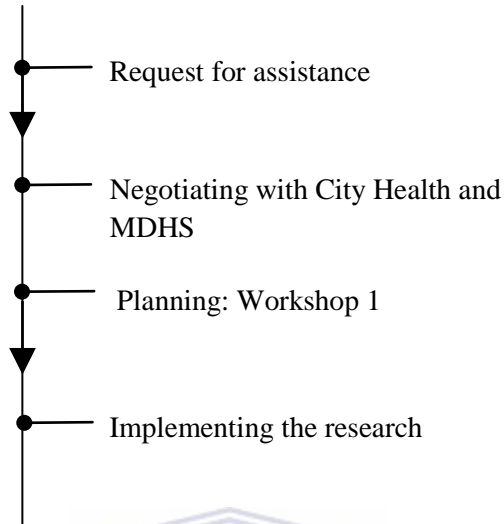 Request for assistance
Negotiating with City Health and
MDHS
Planning: Workshop 1
Implementing the research